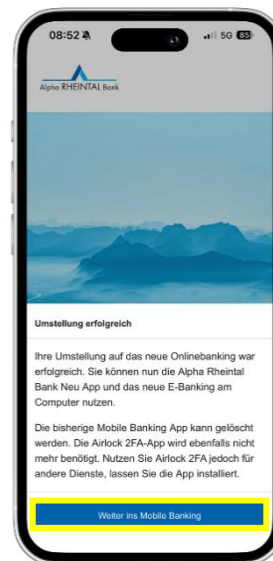 08:52 5G 85
Alpha RHEINTAL Bank
Umstellung erfolgreich
Ihre Umstellung auf das neue Onlinebanking war
erfolgreich. Sie können nun die Alpha Rheintal
Bank Neu App und das neue E-Banking am
Computer nutzen.
Die bisherige Mobile Banking App kann gelöscht
werden. Die Airlock 2FA-App wird ebenfalls nicht
mehr benötigt. Nutzen Sie Airlock 2FA jedoch für
andere Dienste, lassen Sie die App installiert.
Weiter ins Mobile Banking